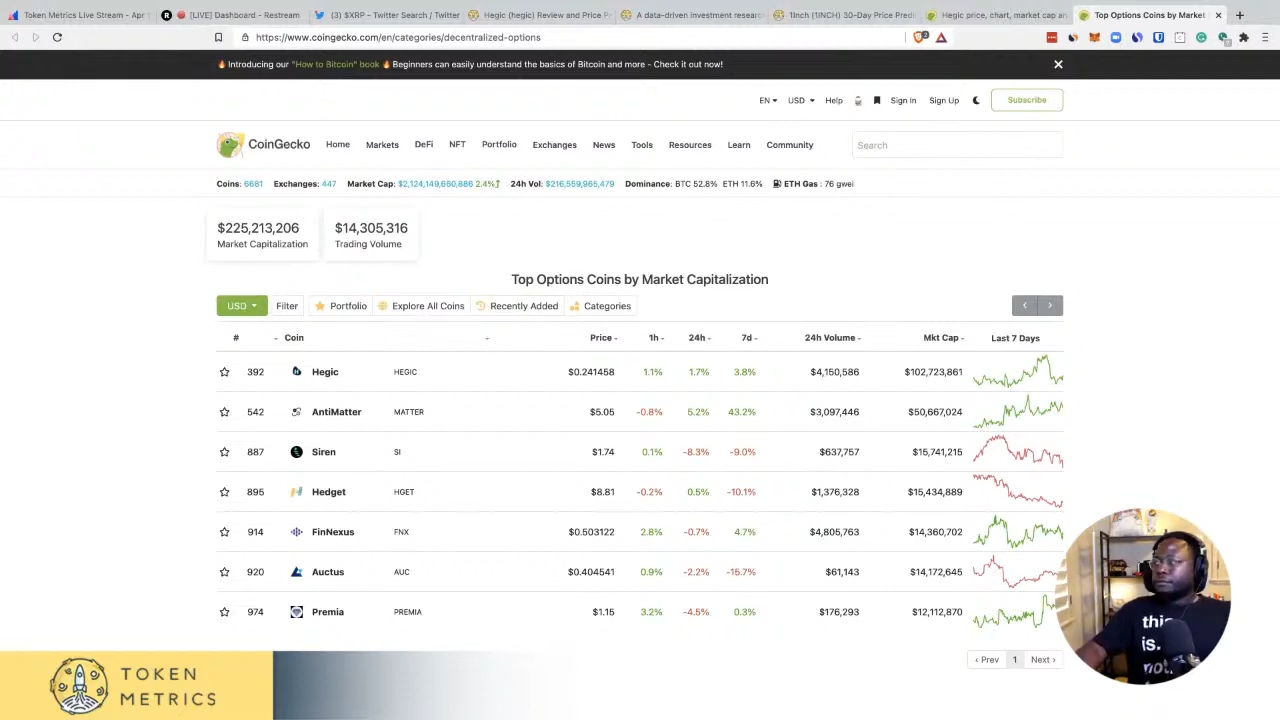 Token Metrics Live Stream - Apr
[LIVE] Dashboard - Restream
(3) $XRP - Twitter Search / Twitter
Hegic (hegic) Review and Price P
A data-driven investment resear
1Inch (1INCH) 30-Day Price Predi
Hegic price, chart, market cap an
Top Options Coins by Market
https://www.coingecko.com/en/categories/decentralized-options
Introducing our "How to Bitcoin" book Beginners can easily understand the basics of Bitcoin and more - Check it out now!
EN USD Help Sign In Sign Up Subscribe
CoinGecko Home Markets DeFi NFT Portfolio Exchanges News Tools Resources Learn Community Search
Coins: 6681 Exchanges: 447 Market Cap: $2,124,149,660,886 2.4% 24h Vol: $216,559,965,479 Dominance: BTC 52.8% ETH 11.6% ETH Gas : 76 gwei
$225,213,206 $14,305,316
Market Capitalization Trading Volume
Top Options Coins by Market Capitalization
USD Filter Portfolio Explore All Coins Recently Added Categories
# Coin Price 1h 24h 7d 24h Volume Mkt Cap Last 7 Days
392 Hegic HEGIC $0.241458 1.1% 1.7% 3.8% $4,150,586 $102,723,861
542 AntiMatter MATTER $5.05 -0.8% 5.2% 43.2% $3,097,446 $50,667,024
887 Siren SI $1.74 0.1% -8.3% -9.0% $637,757 $15,741,215
895 Hedget HGET $8.81 -0.2% 0.5% -10.1% $1,376,328 $15,434,889
914 FinNexus FNX $0.503122 2.8% -0.7% 4.7% $4,805,763 $14,360,702
920 Auctus AUC $0.404541 0.9% -2.2% -15.7% $61,143 $14,172,645
974 Premia PREMIA $1.15 3.2% -4.5% 0.3% $176,293 $12,112,870
‹ Prev 1 Next ›
this
is.
not
TOKEN
METRICS